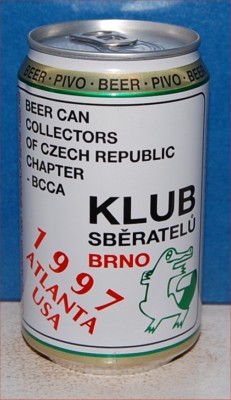 BEER · PIVO · BEER · PIVO · BEER
BEER CAN
COLLECTORS
OF CZECH REPUBLIC
CHAPTER
- BCCA
KLUB
SBĚRATELŮ
BRNO
1997
ATLANTA
USA